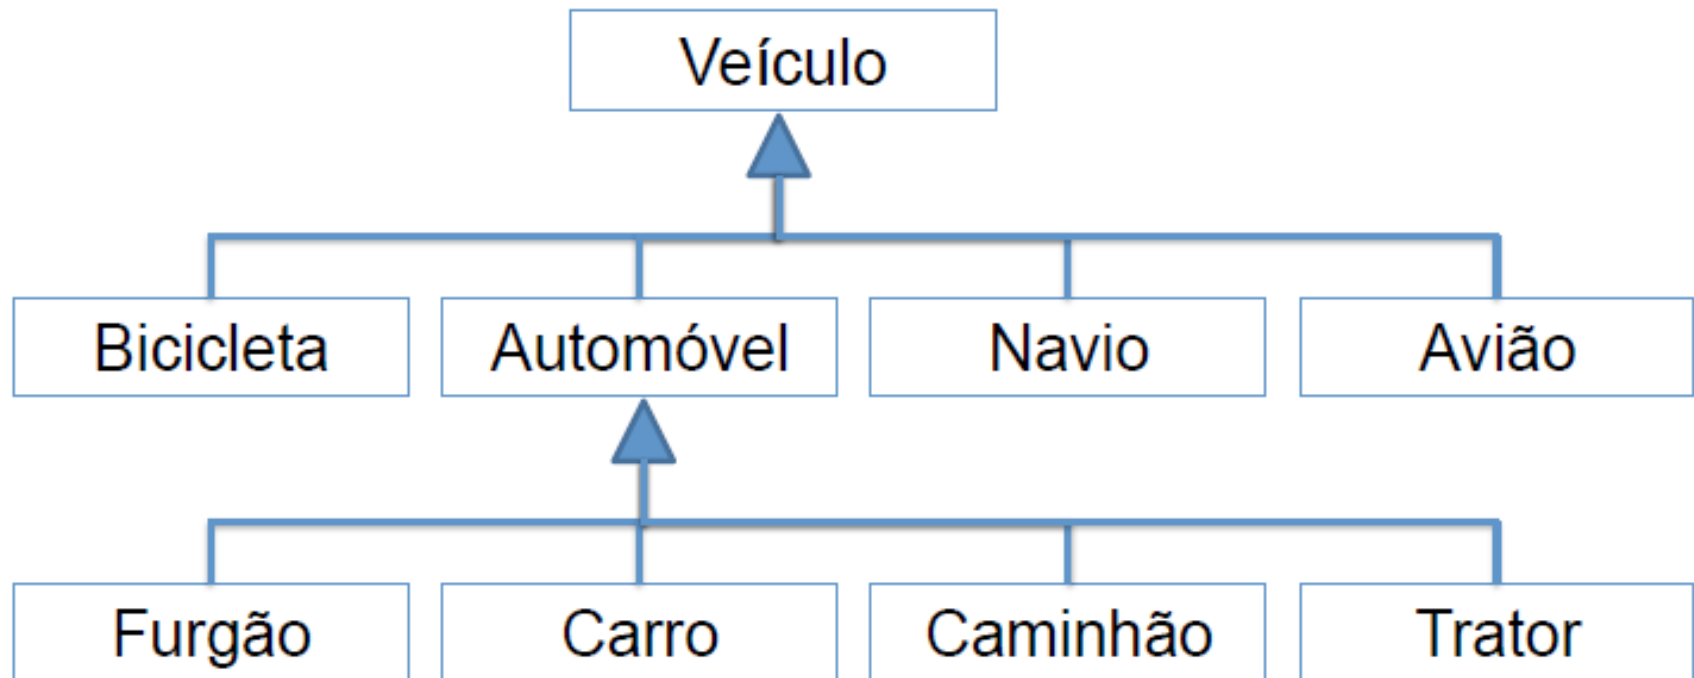 Veículo
Bicicleta
Automóvel
Navio
Avião
Furgão
Carro
Caminhão
Trator